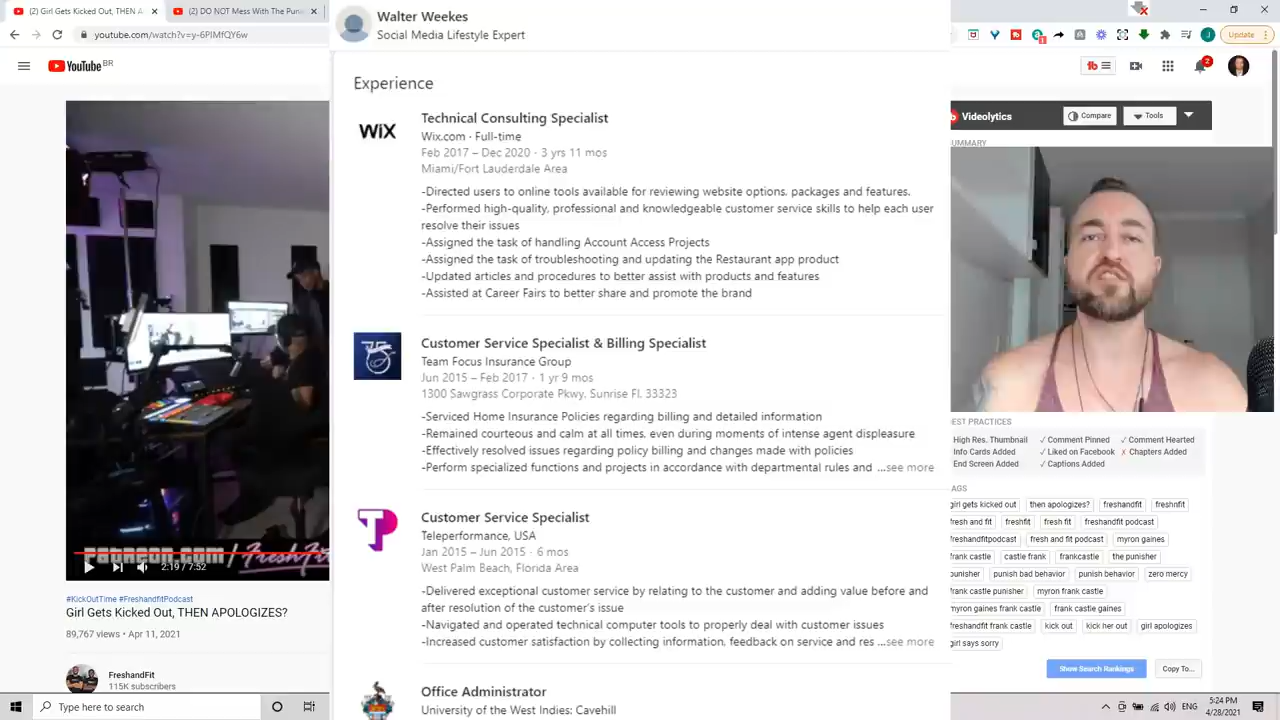 (2) Girl Gets Kicked Out, THEN A
(2) DO NOT Mess With The Puni
youtube.com/watch?v=y-6PIMfQY6w
Update
YouTube BR
2
Walter Weekes
Social Media Lifestyle Expert
Experience
WiX
Technical Consulting Specialist
Wix.com · Full-time
Feb 2017 – Dec 2020 · 3 yrs 11 mos
Miami/Fort Lauderdale Area
-Directed users to online tools available for reviewing website options, packages and features.
-Performed high-quality, professional and knowledgeable customer service skills to help each user
resolve their issues
-Assigned the task of handling Account Access Projects
-Assigned the task of troubleshooting and updating the Restaurant app product
-Updated articles and procedures to better assist with products and features
-Assisted at Career Fairs to better share and promote the brand
Customer Service Specialist & Billing Specialist
Team Focus Insurance Group
Jun 2015 – Feb 2017 · 1 yr 9 mos
1300 Sawgrass Corporate Pkwy. Sunrise Fl. 33323
-Serviced Home Insurance Policies regarding billing and detailed information
-Remained courteous and calm at all times, even during moments of intense agent displeasure
-Effectively resolved issues regarding policy billing and changes made with policies
-Perform specialized functions and projects in accordance with departmental rules and ...see more
Customer Service Specialist
Teleperformance, USA
Jan 2015 – Jun 2015 · 6 mos
West Palm Beach, Florida Area
-Delivered exceptional customer service by relating to the customer and adding value before and
after resolution of the customer's issue
-Navigated and operated technical computer tools to properly deal with customer issues
-Increased customer satisfaction by collecting information, feedback on service and res ...see more
Office Administrator
University of the West Indies: Cavehill
patreon.com/FreshFit
2:19 / 7:52
#KickOutTime #FreshandfitPodcast
Girl Gets Kicked Out, THEN APOLOGIZES?
89,767 views • Apr 11, 2021
FreshandFit
115K subscribers
Type here to search
Videolytics
Compare
Tools
UMMARY
EST PRACTICES
High Res. Thumbnail ✓ Comment Pinned ✓ Comment Hearted
Info Cards Added ✓ Liked on Facebook ✗ Chapters Added
End Screen Added ✓ Captions Added
AGS
girl gets kicked out then apologizes? freshandfit freshnfit
fresh and fit freshfit fresh fit freshandfit podcast
freshandfitpodcast fresh and fit podcast myron gaines
frank castle castle frank frankcastle the punisher
punisher punish bad behavior punish behavior zero mercy
frank castle punisher myron frank castle
myron gaines frank castle frank castle gaines
freshandfit frank castle kick out kick her out girl apologizes
girl says sorry
Show Search Rankings
Copy To...
ENG
5:24 PM
4/28/2021